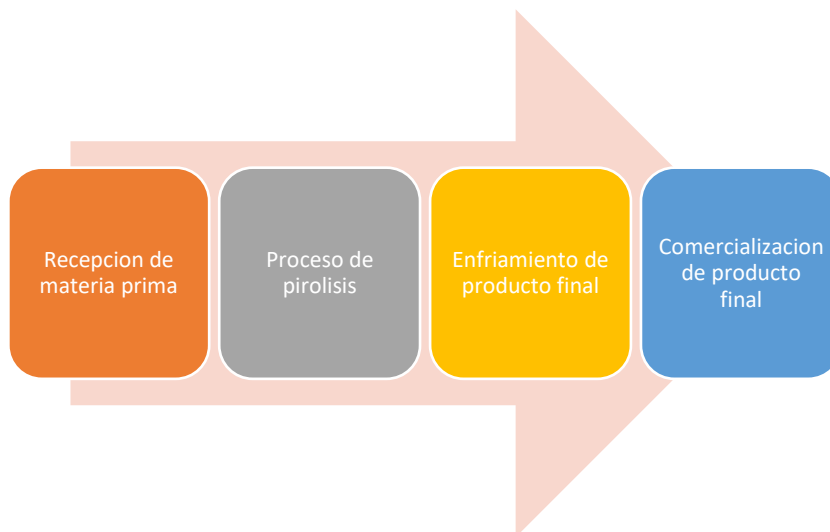 Recepcion de
materia prima
Proceso de
pirolisis
Enfriamiento de
producto final
Comercializacion
de producto
final